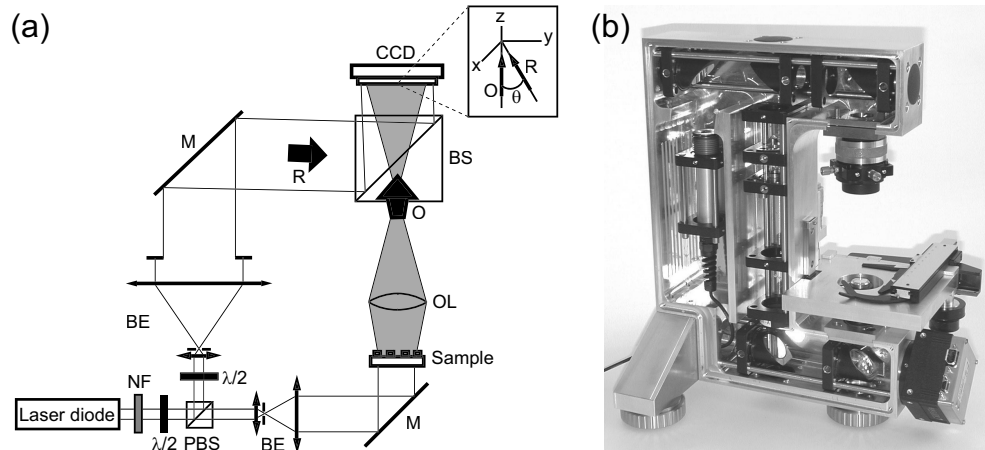 (a)
CCD
z
y
x
R
O
θ
M
R
BS
O
BE
OL
Sample
λ/2
NF
Laser diode
λ/2
PBS
BE
M
(b)